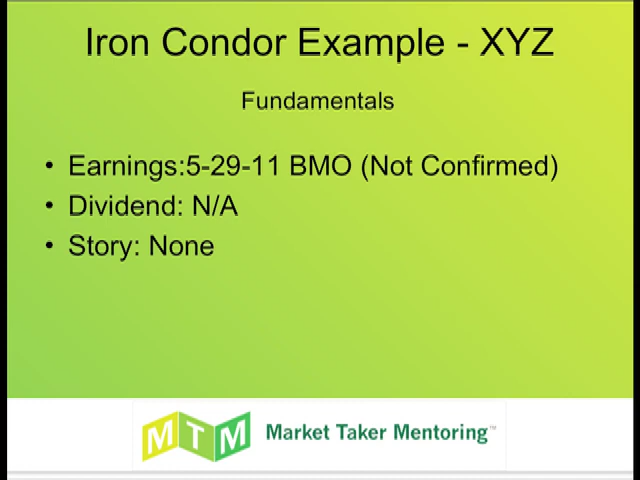 Iron Condor Example - XYZ
Fundamentals
• Earnings:5-29-11 BMO (Not Confirmed)
• Dividend: N/A
• Story: None
MTM Market Taker Mentoring™